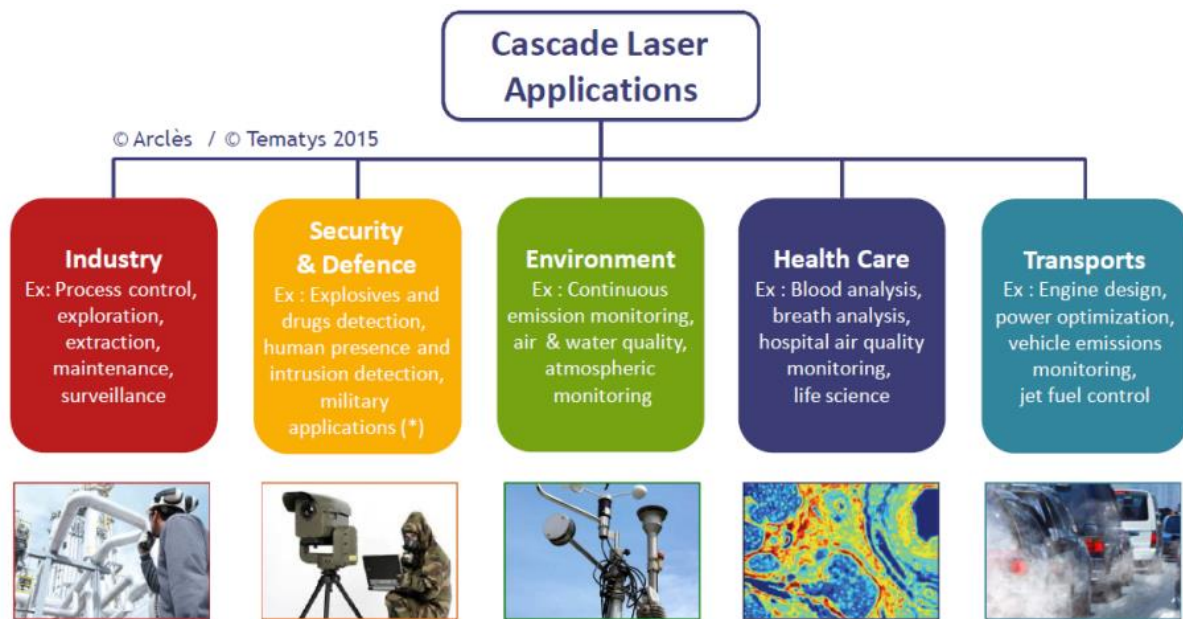 Cascade Laser
Applications
© Arclès / © Tematys 2015
Industry
Ex: Process control,
exploration,
extraction,
maintenance,
surveillance
Security
& Defence
Ex : Explosives and
drugs detection,
human presence and
intrusion detection,
military
applications (*)
Environment
Ex : Continuous
emission monitoring,
air & water quality,
atmospheric
monitoring
Health Care
Ex : Blood analysis,
breath analysis,
hospital air quality
monitoring,
life science
Transports
Ex : Engine design,
power optimization,
vehicle emissions
monitoring,
jet fuel control